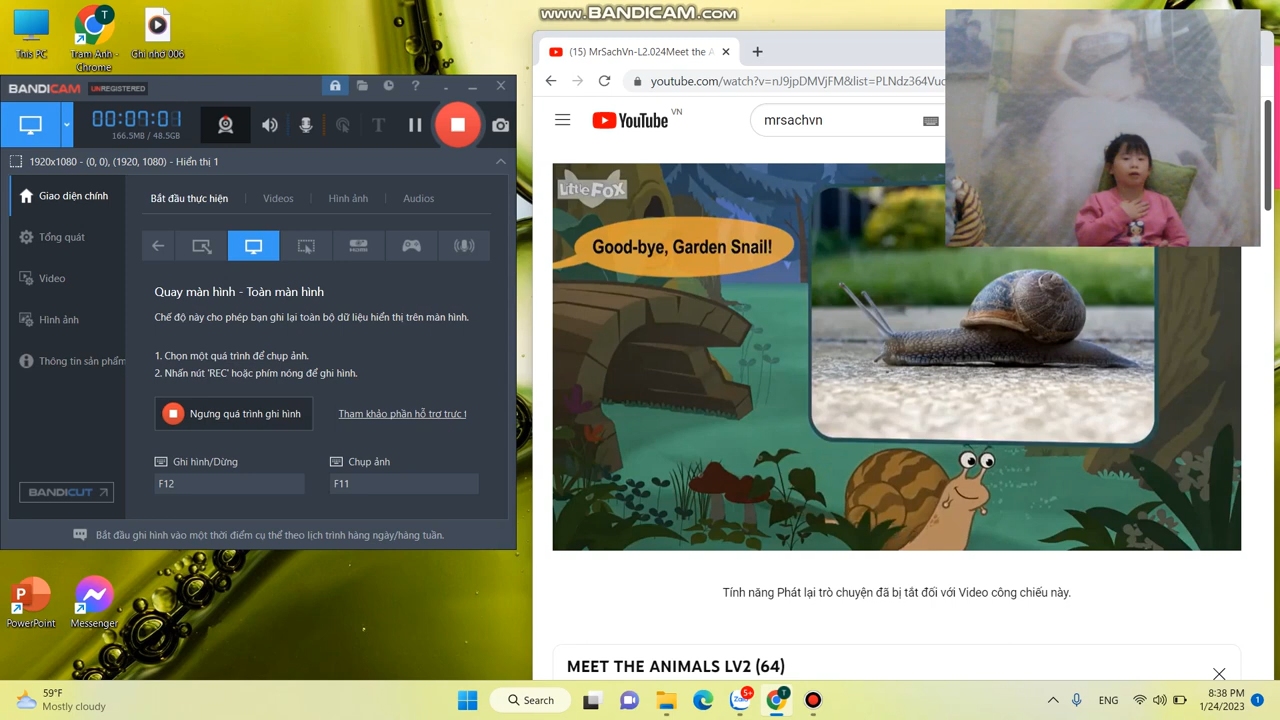 www.BANDICAM.com
This PC
Tram Anh -
Chrome
Chi nhớ 006
BANDICAM UNREGISTERED
00:07:01
166.5MB / 48.5GB
1920x1080 - (0, 0), (1920, 1080) - Hiển thị 1
Giao diện chính
Tổng quát
Video
Hình ảnh
Thông tin sản phẩm
BANDICUT
Bắt đầu thực hiện
Videos
Hình ảnh
Audios
HDMI
Quay màn hình - Toàn màn hình
Chế độ này cho phép bạn ghi lại toàn bộ dữ liệu hiển thị trên màn hình.
1. Chọn một quá trình để chụp ảnh.
2. Nhấn nút 'REC' hoặc phím nóng để ghi hình.
Ngưng quá trình ghi hình
Tham khảo phần hỗ trợ trực t
Ghi hình/Dừng
Chụp ảnh
F12
F11
Bắt đầu ghi hình vào một thời điểm cụ thể theo lịch trình hàng ngày/hàng tuần.
PowerPoint
Messenger
(15) MrSachVn-L2.024Meet the A
youtube.com/watch?v=nJ9jpDMVjFM&list=PLNdz364Vuc
YouTube VN
mrsachvn
Little Fox
Good-bye, Garden Snail!
Tính năng Phát lại trò chuyện đã bị tắt đối với Video công chiếu này.
MEET THE ANIMALS LV2 (64)
59°F
Mostly cloudy
Search
Zalo
5+
T
ENG
8:38 PM
1/24/2023
1